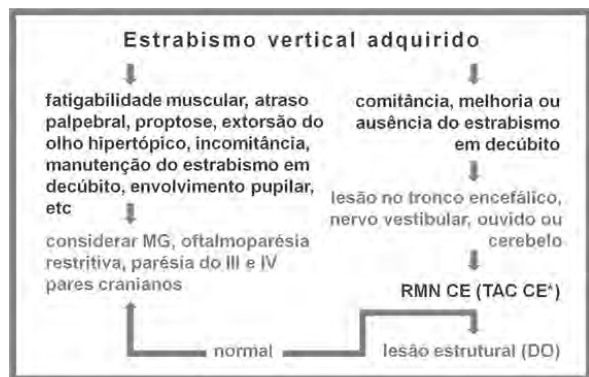 Estrabismo vertical adquirido
fatigabilidade muscular, atraso
palpebral, proptose, extorsão do
olho hipertópico, incomitância,
manutenção do estrabismo em
decúbito, envolvimento pupilar,
etc
considerar MG, oftalmoparésia
restritiva, parésia do III e IV
pares cranianos
comitância, melhoria ou
ausência do estrabismo
em decúbito
lesão no tronco encefálico,
nervo vestibular, ouvido ou
cerebelo
RMN CE (TAC CE*)
normal
lesão estrutural (DO)